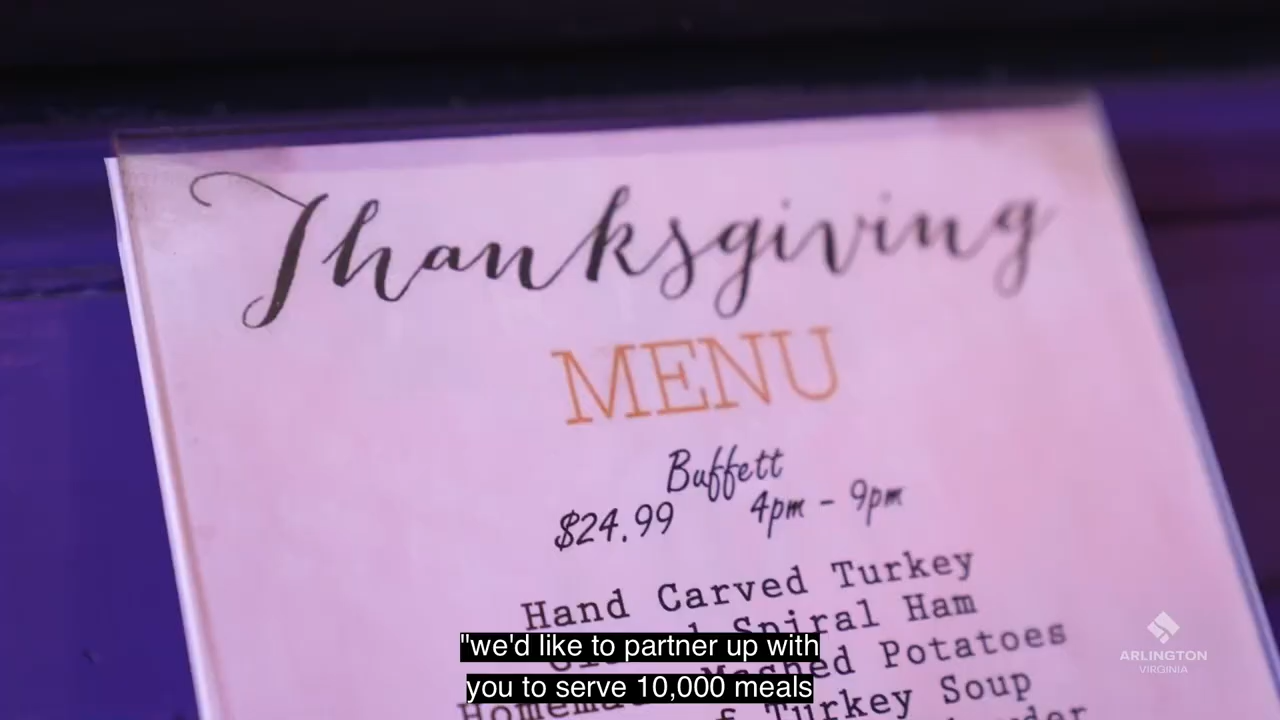 Thanksgiving
MENU
Buffett
$24.99 4pm - 9pm
Hand Carved Turkey
Spiral Ham
Mashed Potatoes
Turkey Soup
"we'd like to partner up with
you to serve 10,000 meals
ARLINGTON
VIRGINIA